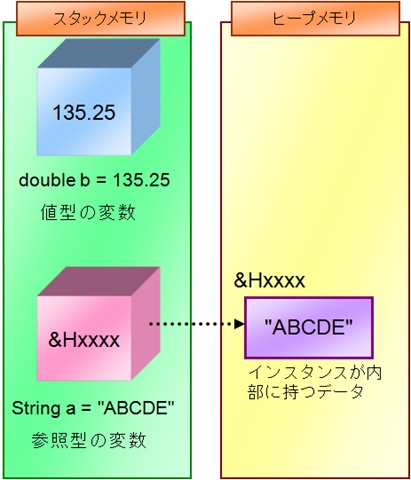 スタックメモリ
ヒープメモリ
135.25
double b = 135.25
値型の変数
&Hxxxx
&Hxxxx
"ABCDE"
インスタンスが内
部に持つデータ
String a = "ABCDE"
参照型の変数